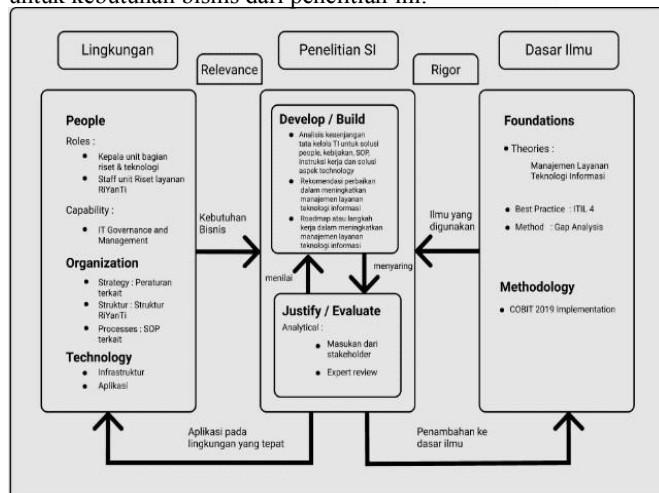 untuk kebutuhan bisnis dari penelitian ini.
Lingkungan
Relevance
Penelitian SI
Rigor
Dasar Ilmu
People
Roles :
Kepala unit bagian
riset & teknologi
Staff unit Riset layanan
RiYanTi
Capability :
IT Governance and
Management
Organization
Strategy : Peraturan
terkait
Struktur : Struktur
RiYanTi
Processes : SOP
terkait
Technology
Infrastruktur
Aplikasi
Kebutuhan
Bisnis
Develop / Build
Analisis kesenjangan
tata kelola TI untuk solusi
people, kebijakan, SOP,
instruksi kerja dan solusi
aspek technology
Rekomendasi perbaikan
dalam meningkatkan
manajemen layanan
teknologi informasi
Roadmap atau langkah
kerja dalam meningkatkan
manajemen layanan
teknologi informasi
menilai
menyaring
Justify / Evaluate
Analytical :
Masukan dari
stakeholder
Expert review
Ilmu yang
digunakan
Foundations
Theories :
Manajemen Layanan
Teknologi Informasi
Best Practice : ITIL 4
Method : Gap Analysis
Methodology
COBIT 2019 Implementation
Aplikasi pada
lingkungan yang tepat
Penambahan ke
dasar ilmu